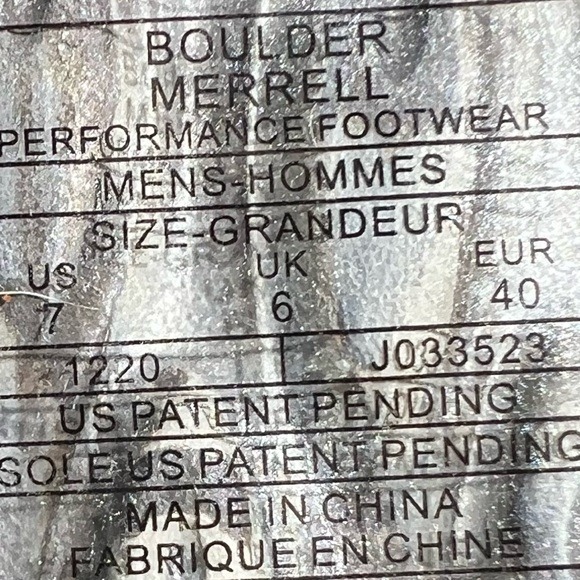 BOULDER
MERRELL
PERFORMANCE FOOTWEAR
MENS-HOMMES
SIZE-GRANDEUR
US UK EUR
7 6 40
1220 J033523
US PATENT PENDING
SOLE US PATENT PENDING
MADE IN CHINA
FABRIQUE EN CHINE